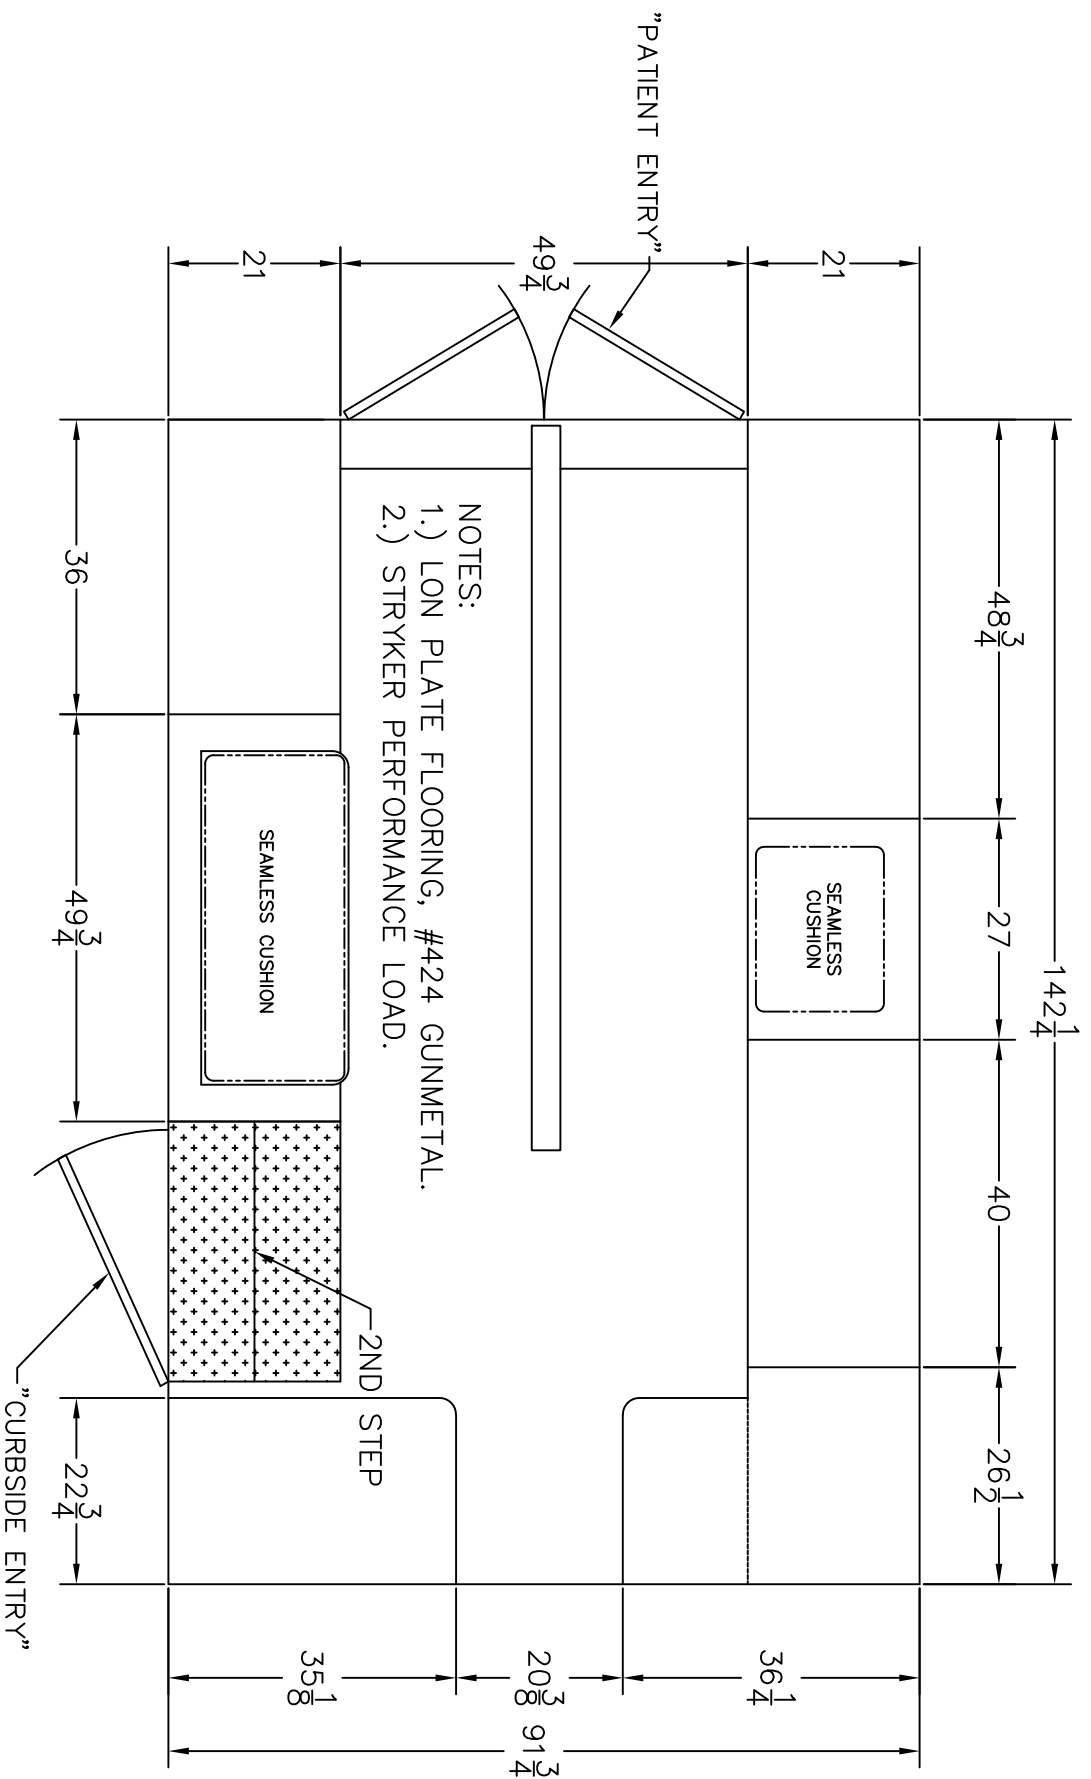 142 1/4
48 3/4
27
40
26 1/2
21
49 3/4
21
36 1/4
20 3/8
35 1/8
91 3/4
"PATIENT ENTRY"
SEAMLESS
CUSHION
NOTES:
1.) LON PLATE FLOORING, #424 GUNMETAL.
2.) STRYKER PERFORMANCE LOAD.
2ND STEP
SEAMLESS CUSHION
36
49 3/4
22 3/4
"CURBSIDE ENTRY"